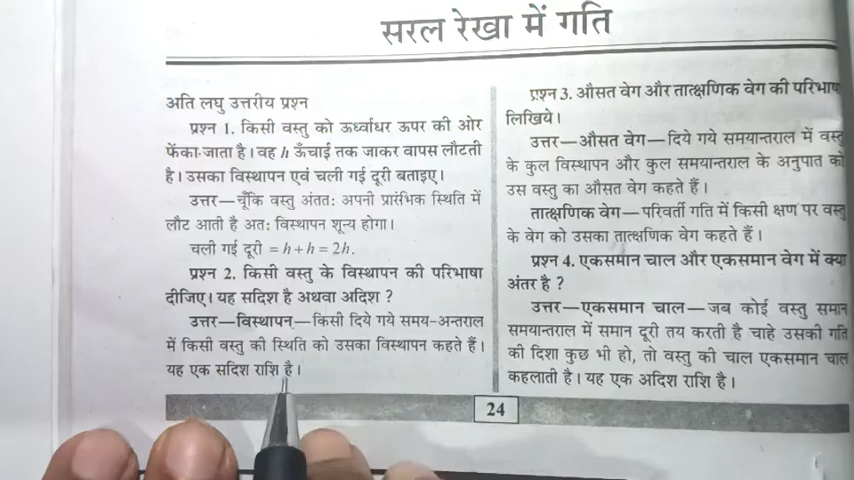 सरल रेखा में गति
अति लघु उत्तरीय प्रश्न
प्रश्न 1. किसी वस्तु को ऊर्ध्वाधर ऊपर की ओर
फेंका जाता है। वह h ऊँचाई तक जाकर वापस लौटती
है। उसका विस्थापन एवं चली गई दूरी बताइए।
उत्तर—चूँकि वस्तु अंततः अपनी प्रारंभिक स्थिति में
लौट आती है अतः विस्थापन शून्य होगा।
चली गई दूरी = h + h = 2h.
प्रश्न 2. किसी वस्तु के विस्थापन की परिभाषा
दीजिए। यह सदिश है अथवा अदिश ?
उत्तर—विस्थापन—किसी दिये गये समय-अन्तराल
में किसी वस्तु की स्थिति को उसका विस्थापन कहते हैं।
यह एक सदिश राशि है।
प्रश्न 3. औसत वेग और तात्क्षणिक वेग की परिभाष
लिखिये।
उत्तर—औसत वेग—दिये गये समयान्तराल में वस्तु
के कुल विस्थापन और कुल समयान्तराल के अनुपात को
उस वस्तु का औसत वेग कहते हैं।
तात्क्षणिक वेग—परिवर्ती गति में किसी क्षण पर वस्तु
के वेग को उसका तात्क्षणिक वेग कहते हैं।
प्रश्न 4. एकसमान चाल और एकसमान वेग में क्या
अंतर है ?
उत्तर—एकसमान चाल—जब कोई वस्तु समान
समयान्तराल में समान दूरी तय करती है चाहे उसकी गति
की दिशा कुछ भी हो, तो वस्तु की चाल एकसमान चाल
कहलाती है। यह एक अदिश राशि है।
24